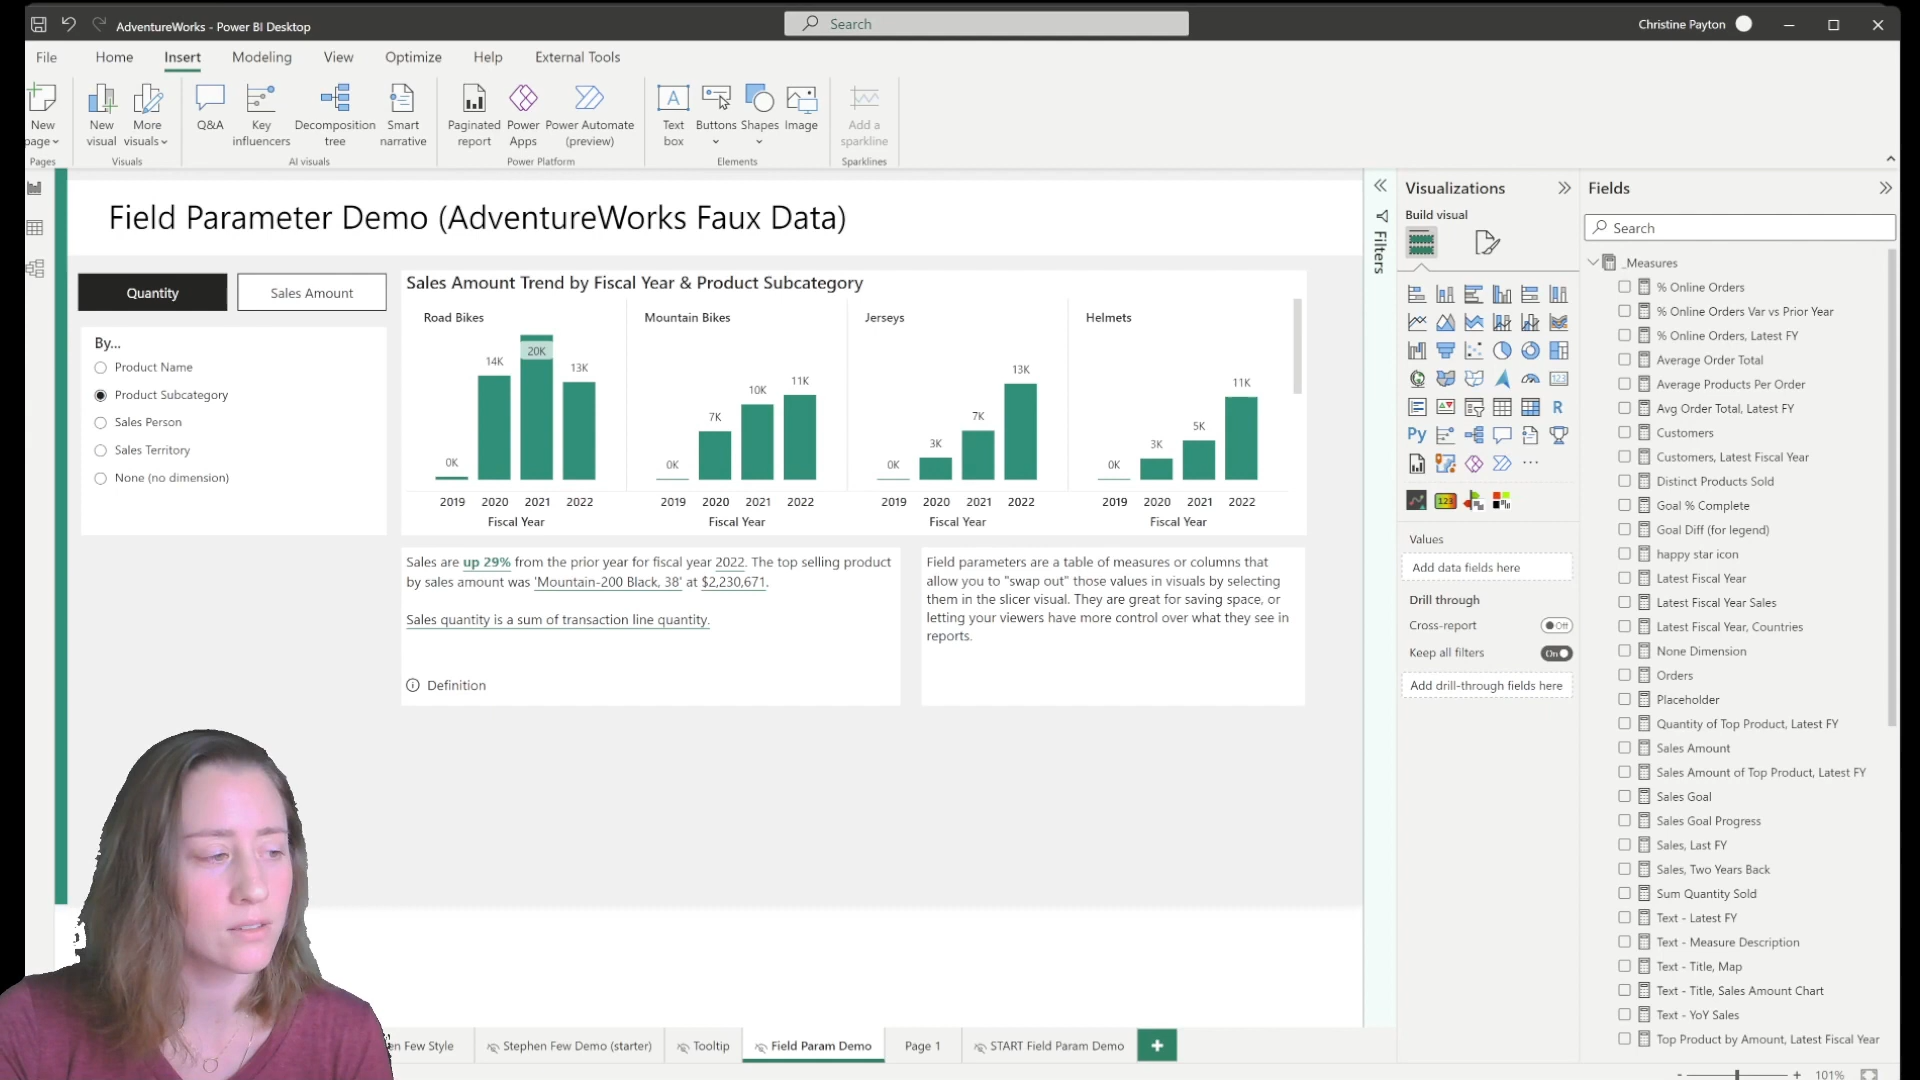 AdventureWorks - Power BI Desktop
Search
Christine Payton
File
Home
Insert
Modeling
View
Optimize
Help
External Tools
New page
New visual
More visuals
Q&A
Key influencers
Decomposition tree
Smart narrative
Paginated report
Power Apps
Power Automate (preview)
Text box
Buttons
Shapes
Image
Add a sparkline
Pages
Visuals
AI visuals
Power Platform
Elements
Sparklines
Field Parameter Demo (AdventureWorks Faux Data)
Quantity
Sales Amount
By...
Product Name
Product Subcategory
Sales Person
Sales Territory
None (no dimension)
Sales Amount Trend by Fiscal Year & Product Subcategory
Road Bikes
0K
14K
20K
13K
2019
2020
2021
2022
Fiscal Year
Mountain Bikes
0K
7K
10K
11K
2019
2020
2021
2022
Fiscal Year
Jerseys
0K
3K
7K
13K
2019
2020
2021
2022
Fiscal Year
Helmets
0K
3K
5K
11K
2019
2020
2021
2022
Fiscal Year
Sales are up 29% from the prior year for fiscal year 2022. The top selling product
by sales amount was 'Mountain-200 Black, 38' at $2,230,671.
Sales quantity is a sum of transaction line quantity.
Definition
Field parameters are a table of measures or columns that
allow you to "swap out" those values in visuals by selecting
them in the slicer visual. They are great for saving space, or
letting your viewers have more control over what they see in
reports.
Filters
Visualizations
Build visual
R
Py
123
123
Values
Add data fields here
Drill through
Cross-report
Off
Keep all filters
On
Add drill-through fields here
Fields
Search
_Measures
% Online Orders
% Online Orders Var vs Prior Year
% Online Orders, Latest FY
Average Order Total
Average Products Per Order
Avg Order Total, Latest FY
Customers
Customers, Latest Fiscal Year
Distinct Products Sold
Goal % Complete
Goal Diff (for legend)
happy star icon
Latest Fiscal Year
Latest Fiscal Year Sales
Latest Fiscal Year, Countries
None Dimension
Orders
Placeholder
Quantity of Top Product, Latest FY
Sales Amount
Sales Amount of Top Product, Latest FY
Sales Goal
Sales Goal Progress
Sales, Last FY
Sales, Two Years Back
Sum Quantity Sold
Text - Latest FY
Text - Measure Description
Text - Title, Map
Text - Title, Sales Amount Chart
Text - YoY Sales
Top Product by Amount, Latest Fiscal Year
en Few Style
Stephen Few Demo (starter)
Tooltip
Field Param Demo
Page 1
START Field Param Demo
+
- + 101%